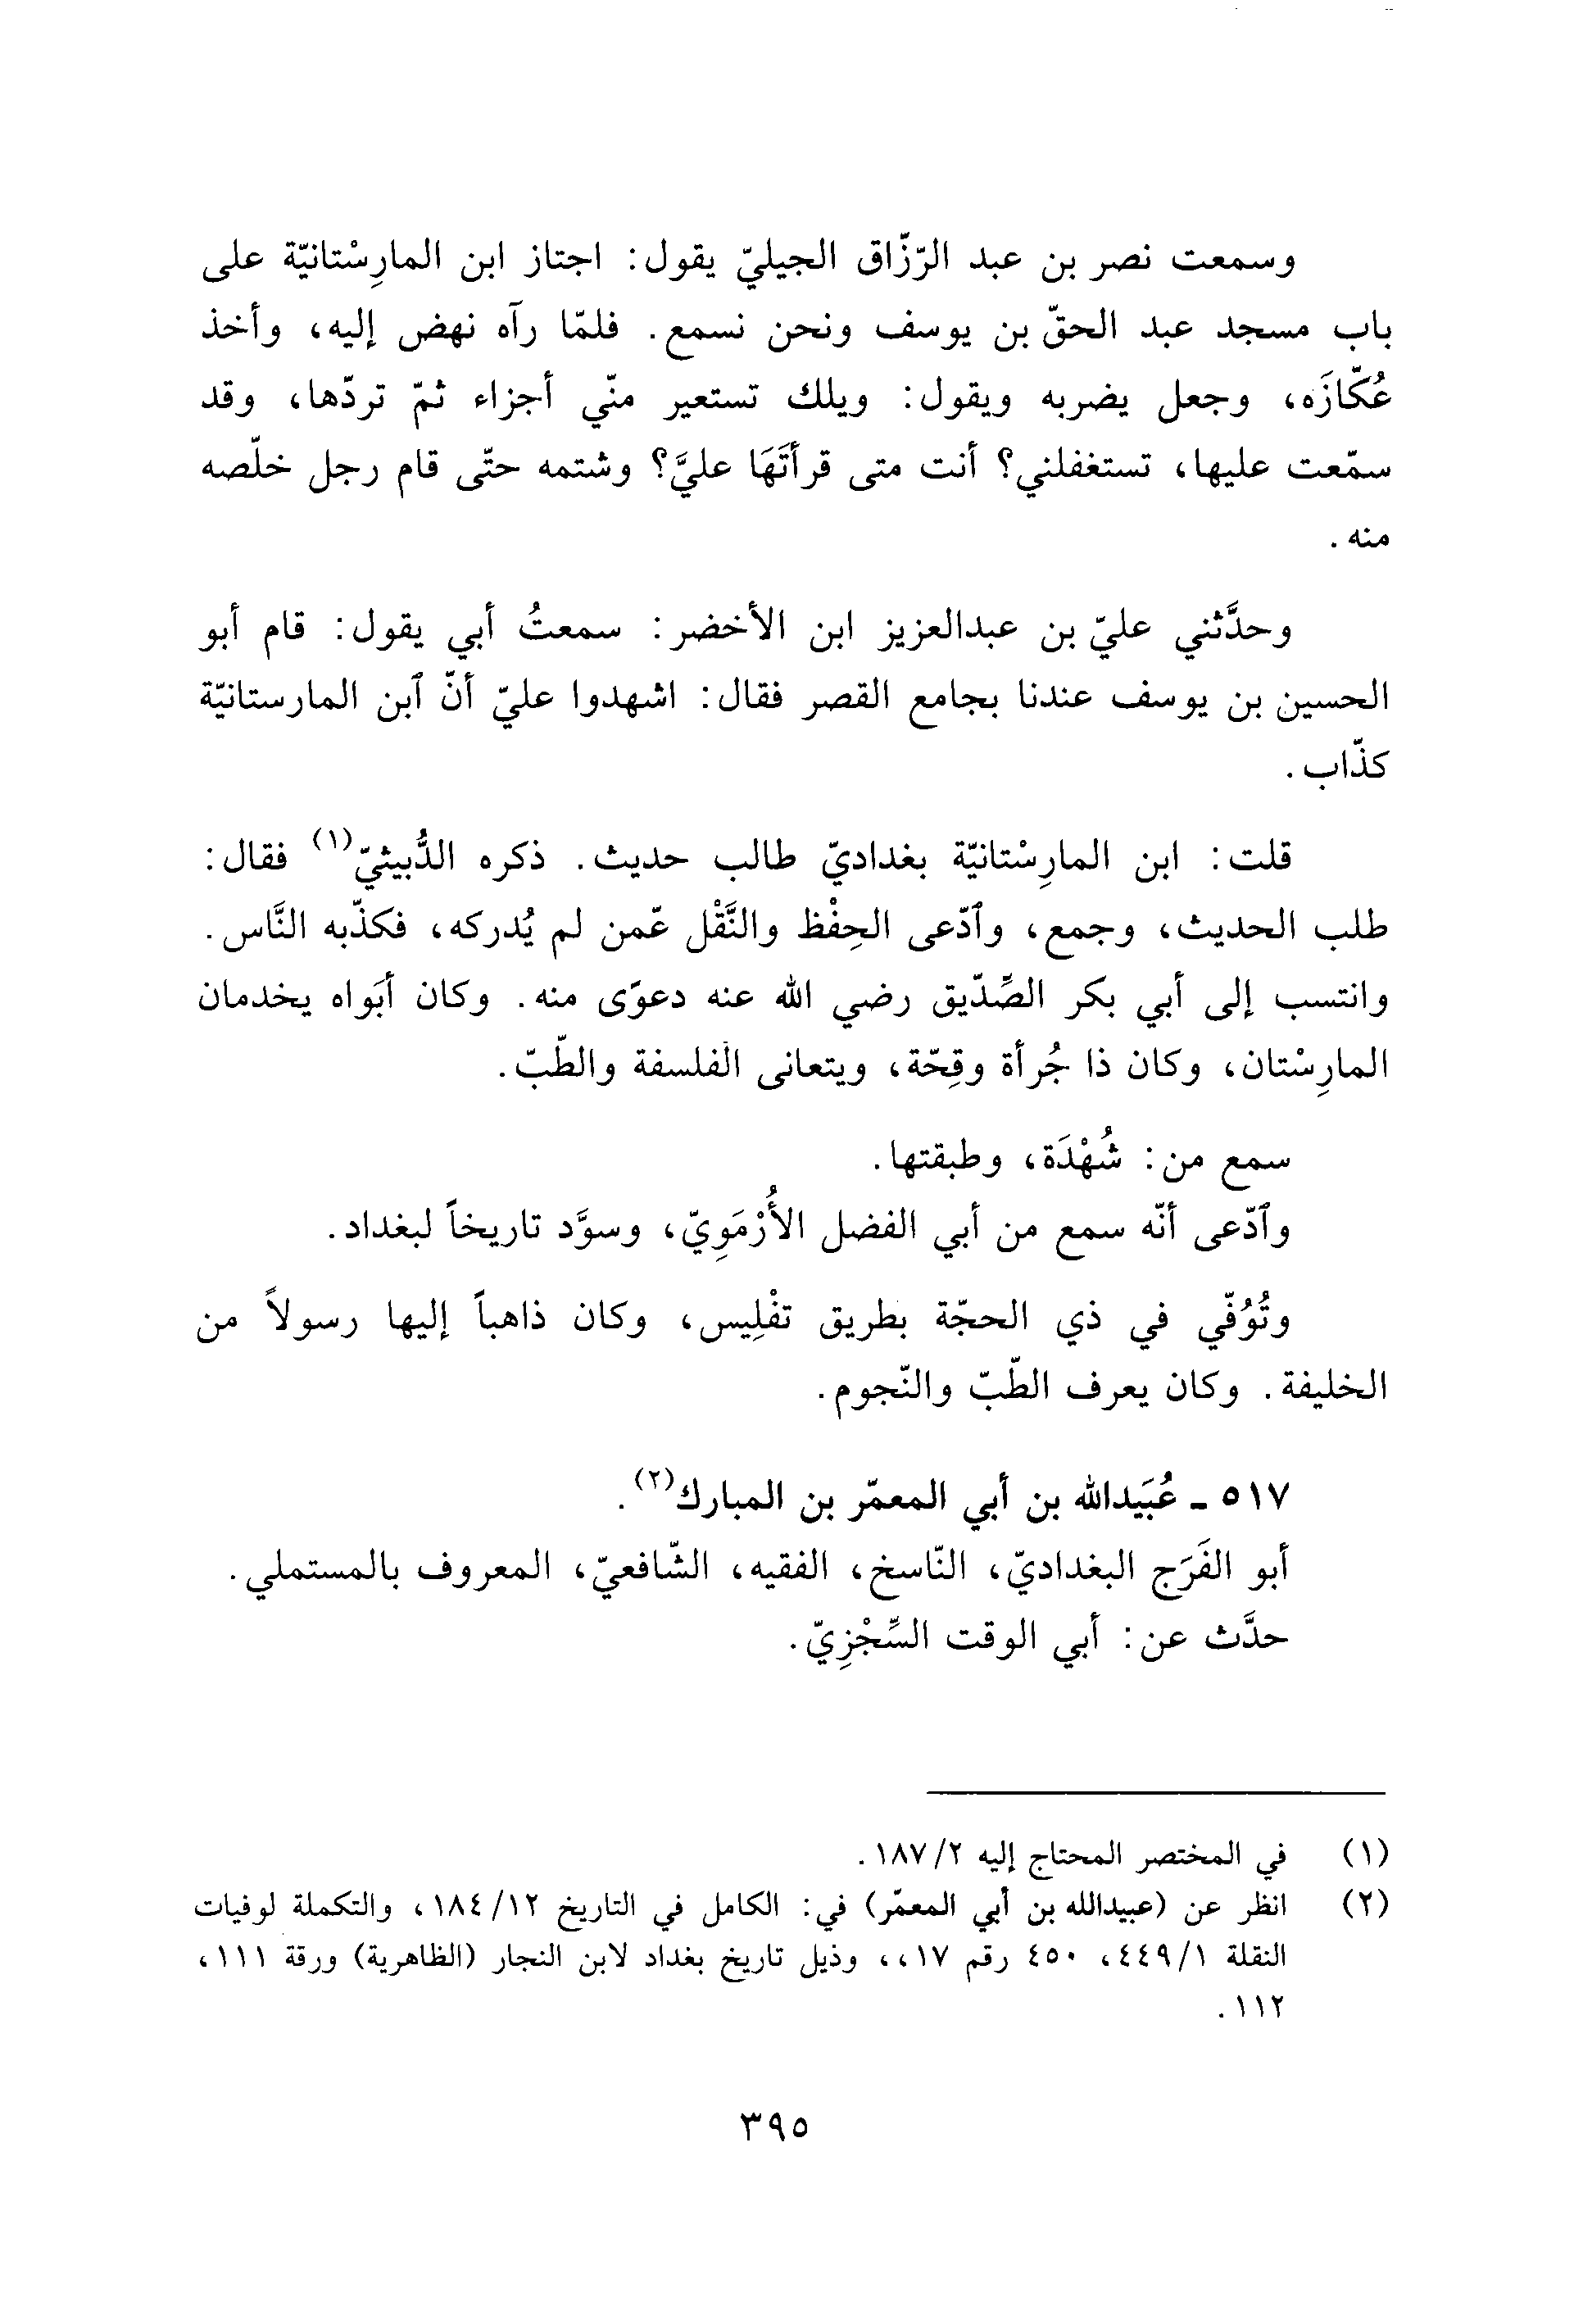 وسمعت نصر بن عبد الرّزّاق الجيليّ يقول: اجتاز ابن المارِسْتانيّة على
باب مسجد عبد الحقّ بن يوسف ونحن نسمع. فلمّا رآه نهض إليه، وأخذ
عُكّازَه، وجعل يضربه ويقول: ويلك تستعير منّي أجزاء ثمّ تردّها، وقد
سمّعت عليها، تستغفلني؟ أنت متى قرأتَهَا عليَّ؟ وشتمه حتّى قام رجل خلّصه
منه.
وحدَّثني عليّ بن عبدالعزيز ابن الأخضر: سمعتُ أبي يقول: قام أبو
الحسين بن يوسف عندنا بجامع القصر فقال: اشهدوا عليّ أنّ ٱبن المارستانيّة
كذّاب.
قلت: ابن المارِسْتانيّة بغداديّ طالب حديث. ذكره الدُّبيثيّ(١) فقال:
طلب الحديث، وجمع، وٱدّعى الحِفْظ والنَّقْل عّمن لم يُدركه، فكذّبه النَّاس.
وانتسب إلى أبي بكر الصِّدّيق رضي الله عنه دعوّى منه. وكان أبَواه يخدمان
المارِسْتان، وكان ذا جُرأة وقِحّة، ويتعانى الفلسفة والطّبّ.
سمع من: شُهْدَة، وطبقتها.
وٱدّعى أنّه سمع من أبي الفضل الأُرْمَوِيّ، وسوَّد تاريخاً لبغداد.
وتُوُفّي في ذي الحجّة بطريق تفْلِيس، وكان ذاهباً إليها رسولاً من
الخليفة. وكان يعرف الطّبّ والنّجوم.
٥١٧ - عُبَيدالله بن أبي المعمّر بن المبارك(٢).
أبو الفَرَج البغداديّ، النّاسخ، الفقيه، الشّافعيّ، المعروف بالمستملي.
حدَّث عن: أبي الوقت السِّجْزِيّ.
(١) في المختصر المحتاج إليه ١٨٧/٢.
(٢) انظر عن (عبيدالله بن أبي المعمّر) في: الكامل في التاريخ ١٨٤/١٢، والتكملة لوفيات
النقلة ٤٤٩/١، ٤٥٠ رقم ١٧،، وذيل تاريخ بغداد لابن النجار (الظاهرية) ورقة ١١١،
١١٢.
٣٩٥